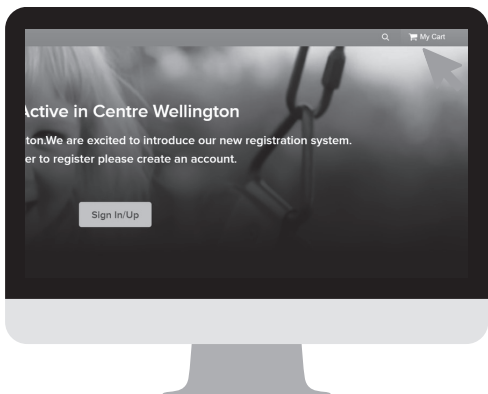 My Cart
Active in Centre Wellington
ton.We are excited to introduce our new registration system.
er to register please create an account.
Sign In/Up